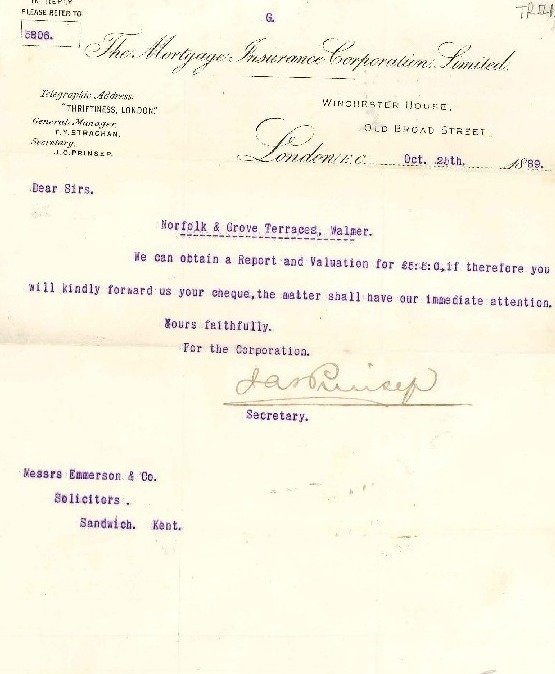 IN REPLY
PLEASE REFER TO
G.
5806.
The Mortgage Insurance Corporation Limited.
Telegraphic Address.
"THRIFTINESS, LONDON."
General Manager,
T.Y. STRACHAN.
Secretary,
J.C. PRINSEP.
WINCHESTER HOUSE,
OLD BROAD STREET
London E.C. Oct. 25th, 1889.
Dear Sirs.
Norfolk & Grove Terraces, Walmer.
We can obtain a Report and Valuation for £5:5:0, if therefore you
will kindly forward us your cheque, the matter shall have our immediate attention.
Yours faithfully.
For the Corporation.
Jas Prinsep
Secretary.
Messrs Emmerson & Co.
Solicitors.
Sandwich. Kent.